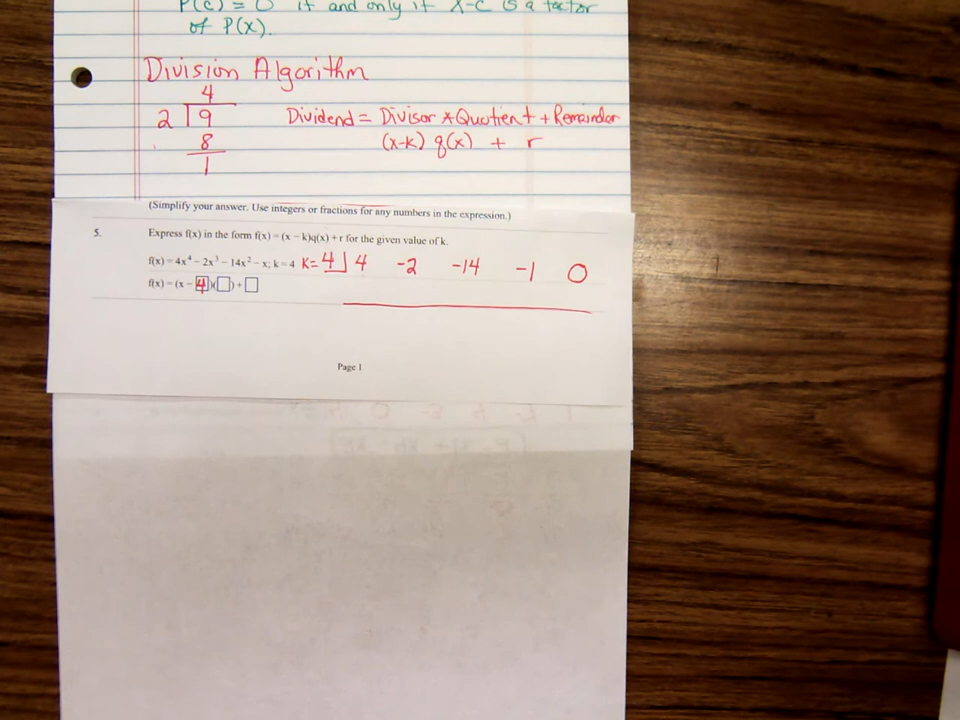 P(c) = 0 if and only if x-c is a factor
of P(x).
Division Algorithm
4
2 9 Dividend = Divisor * Quotient + Remainder
8 (x-k) q(x) + r
1
(Simplify your answer. Use integers or fractions for any numbers in the expression.)
5. Express f(x) in the form f(x) = (x - k)q(x) + r for the given value of k.
f(x) = 4x⁴ - 2x³ - 14x² - x; k = 4 K= 4 4 -2 -14 -1 0
f(x) = (x - 4)( ) +
Page 1